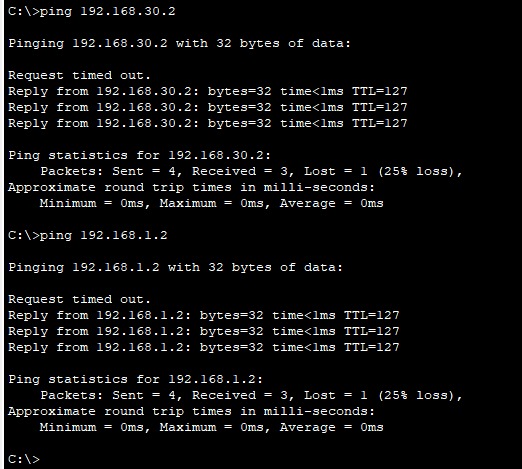 C:\>ping 192.168.30.2
Pinging 192.168.30.2 with 32 bytes of data:
Request timed out.
Reply from 192.168.30.2: bytes=32 time<1ms TTL=127
Reply from 192.168.30.2: bytes=32 time<1ms TTL=127
Reply from 192.168.30.2: bytes=32 time<1ms TTL=127
Ping statistics for 192.168.30.2:
    Packets: Sent = 4, Received = 3, Lost = 1 (25% loss),
Approximate round trip times in milli-seconds:
    Minimum = 0ms, Maximum = 0ms, Average = 0ms
C:\>ping 192.168.1.2
Pinging 192.168.1.2 with 32 bytes of data:
Request timed out.
Reply from 192.168.1.2: bytes=32 time<1ms TTL=127
Reply from 192.168.1.2: bytes=32 time<1ms TTL=127
Reply from 192.168.1.2: bytes=32 time<1ms TTL=127
Ping statistics for 192.168.1.2:
    Packets: Sent = 4, Received = 3, Lost = 1 (25% loss),
Approximate round trip times in milli-seconds:
    Minimum = 0ms, Maximum = 0ms, Average = 0ms
C:\>